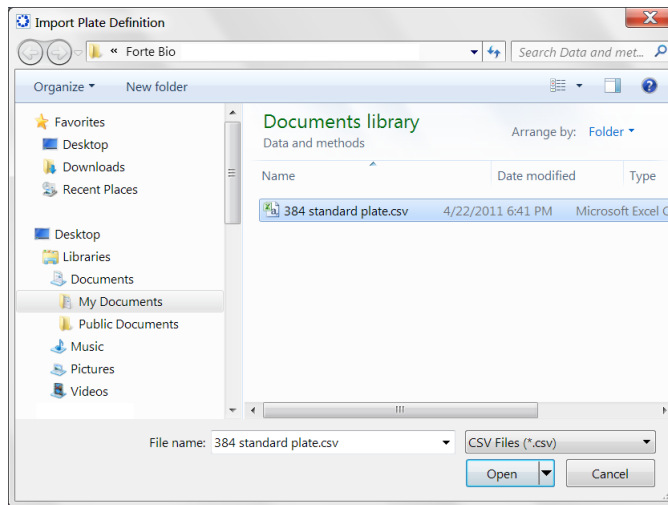 Import Plate Definition
« Forte Bio
Search Data and met...
Organize
New folder
Favorites
Desktop
Downloads
Recent Places
Desktop
Libraries
Documents
My Documents
Public Documents
Music
Pictures
Videos
Documents library
Data and methods
Arrange by: Folder
Name Date modified Type
384 standard plate.csv 4/22/2011 6:41 PM Microsoft Excel C
File name: 384 standard plate.csv
CSV Files (*.csv)
Open
Cancel